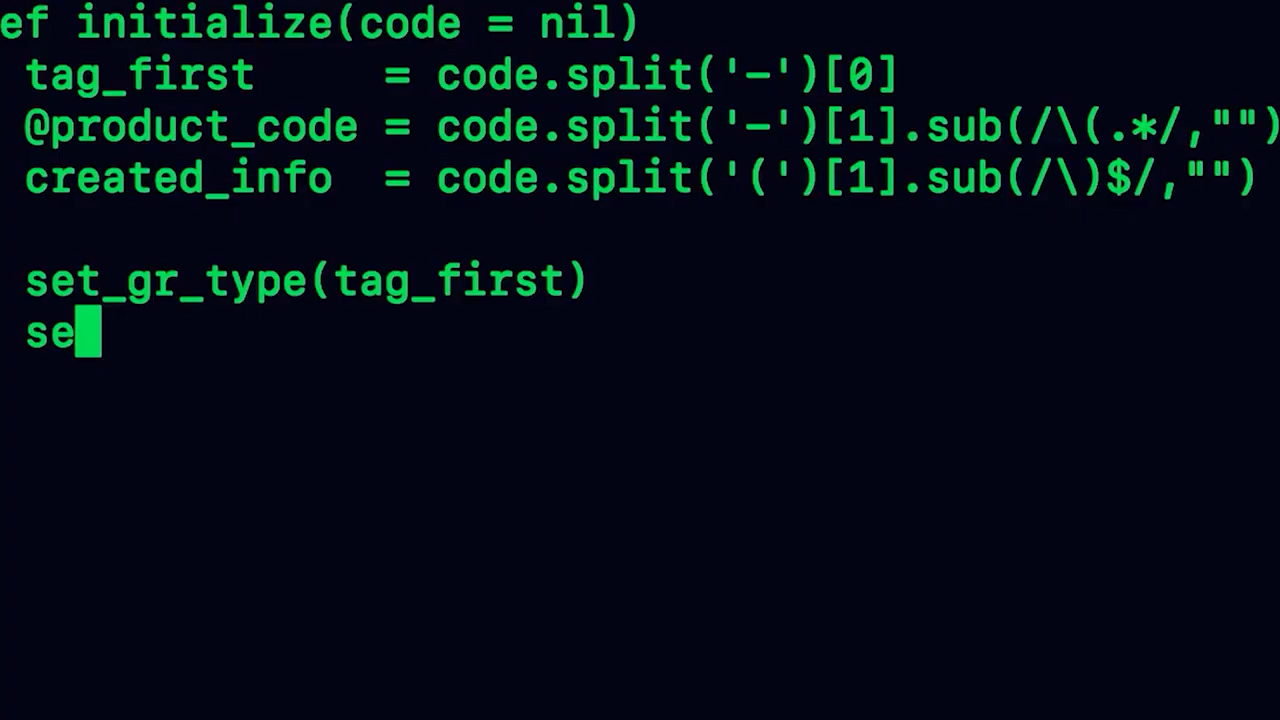 ef initialize(code = nil)
tag_first     = code.split('-')[0]
@product_code = code.split('-')[1].sub(/\(.*/,"")
created_info  = code.split('(')[1].sub(/\)$/,"")
set_gr_type(tag_first)
se